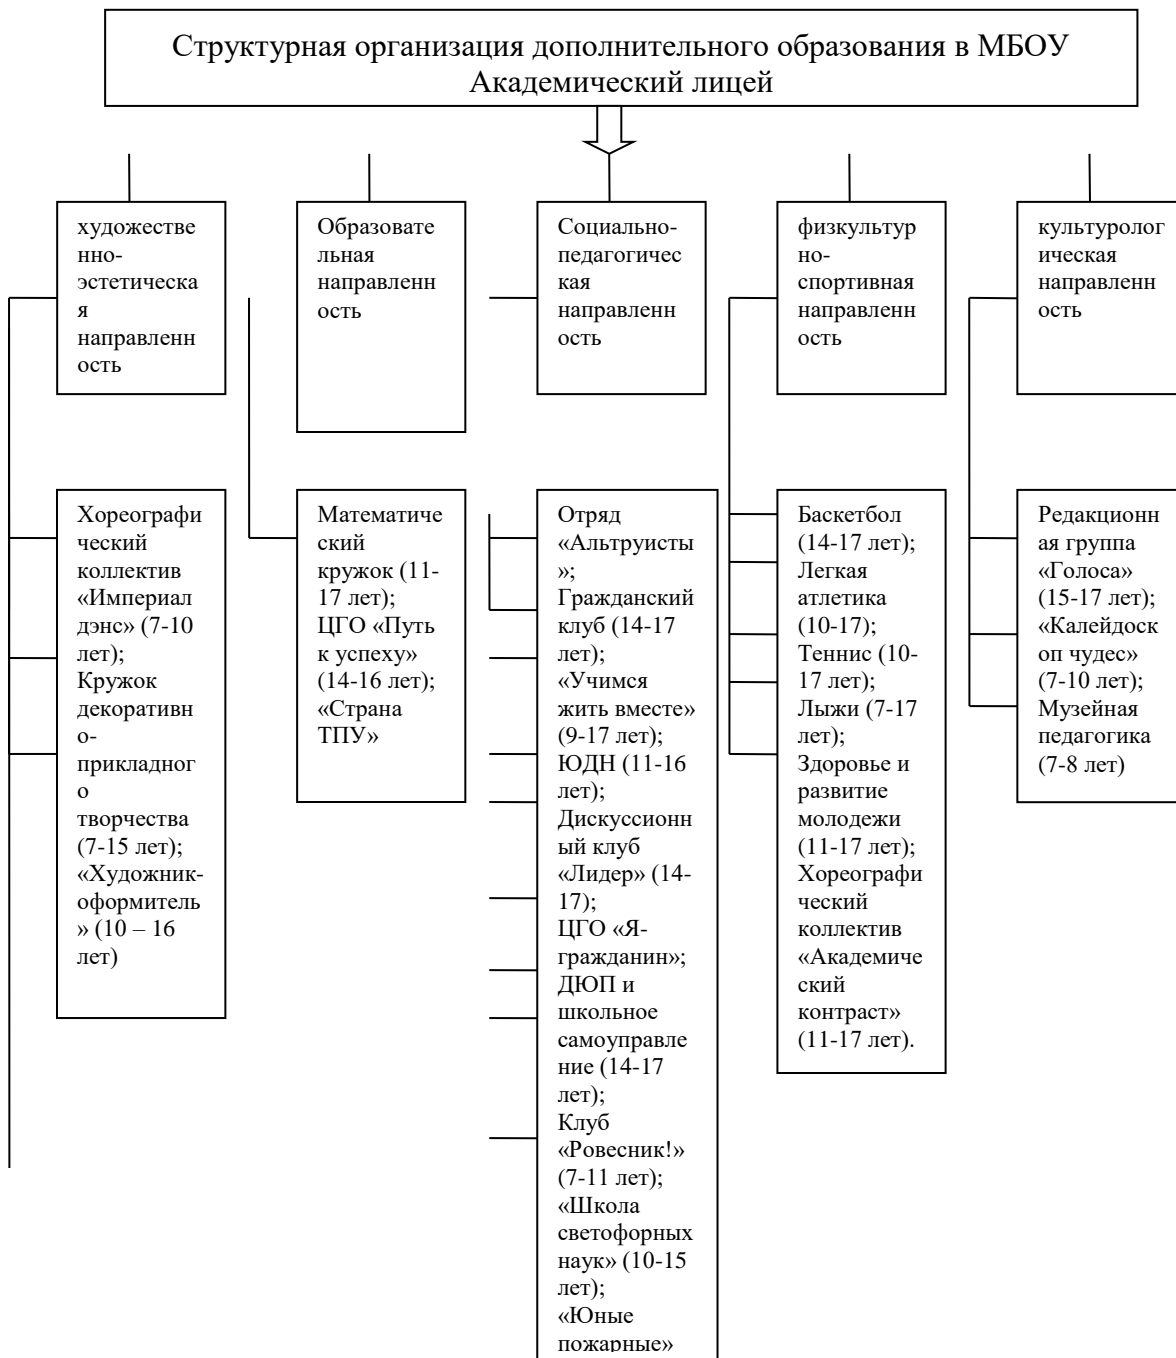 Структурная организация дополнительного образования в МБОУ
Академический лицей
художестве
нно-
эстетическа
я
направленн
ость
Образовате
льная
направленн
ость
Социально-
педагогичес
кая
направленн
ость
физкультур
но-
спортивная
направленн
ость
культуролог
ическая
направленн
ость
Хореографи
ческий
коллектив
«Империал
дэнс» (7-10
лет);
Кружок
декоративн
о-
прикладног
о
творчества
(7-15 лет);
«Художник-
оформитель
» (10 – 16
лет)
Математиче
ский
кружок (11-
17 лет);
ЦГО «Путь
к успеху»
(14-16 лет);
«Страна
ТПУ»
Отряд
«Альтруисты
»;
Гражданский
клуб (14-17
лет);
«Учимся
жить вместе»
(9-17 лет);
ЮДН (11-16
лет);
Дискуссионн
ый клуб
«Лидер» (14-
17);
ЦГО «Я-
гражданин»;
ДЮП и
школьное
самоуправле
ние (14-17
лет);
Клуб
«Ровесник!»
(7-11 лет);
«Школа
светофорных
наук» (10-15
лет);
«Юные
пожарные»
Баскетбол
(14-17 лет);
Легкая
атлетика
(10-17);
Теннис (10-
17 лет);
Лыжи (7-17
лет);
Здоровье и
развитие
молодежи
(11-17 лет);
Хореографи
ческий
коллектив
«Академиче
ский
контраст»
(11-17 лет).
Редакционн
ая группа
«Голоса»
(15-17 лет);
«Калейдоск
оп чудес»
(7-10 лет);
Музейная
педагогика
(7-8 лет)